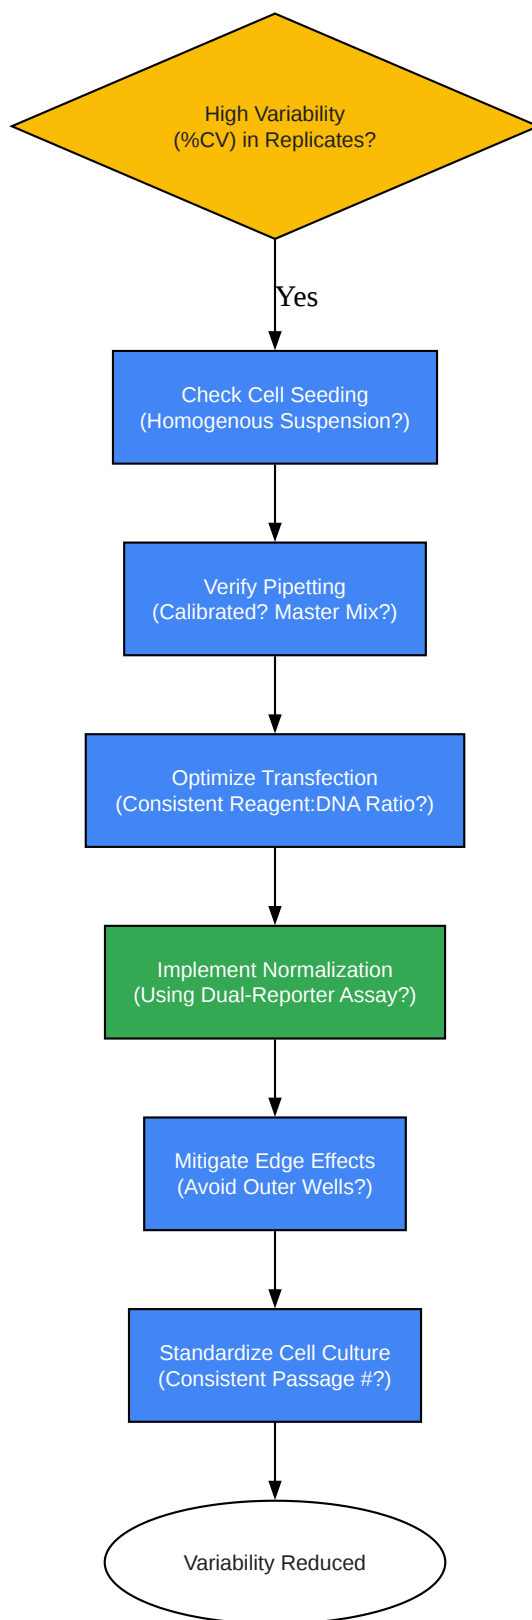 High Variability
(%CV) in Replicates?
Yes
Check Cell Seeding
(Homogenous Suspension?)
Verify Pipetting
(Calibrated? Master Mix?)
Optimize Transfection
(Consistent Reagent:DNA Ratio?)
Implement Normalization
(Using Dual-Reporter Assay?)
Mitigate Edge Effects
(Avoid Outer Wells?)
Standardize Cell Culture
(Consistent Passage #?)
Variability Reduced